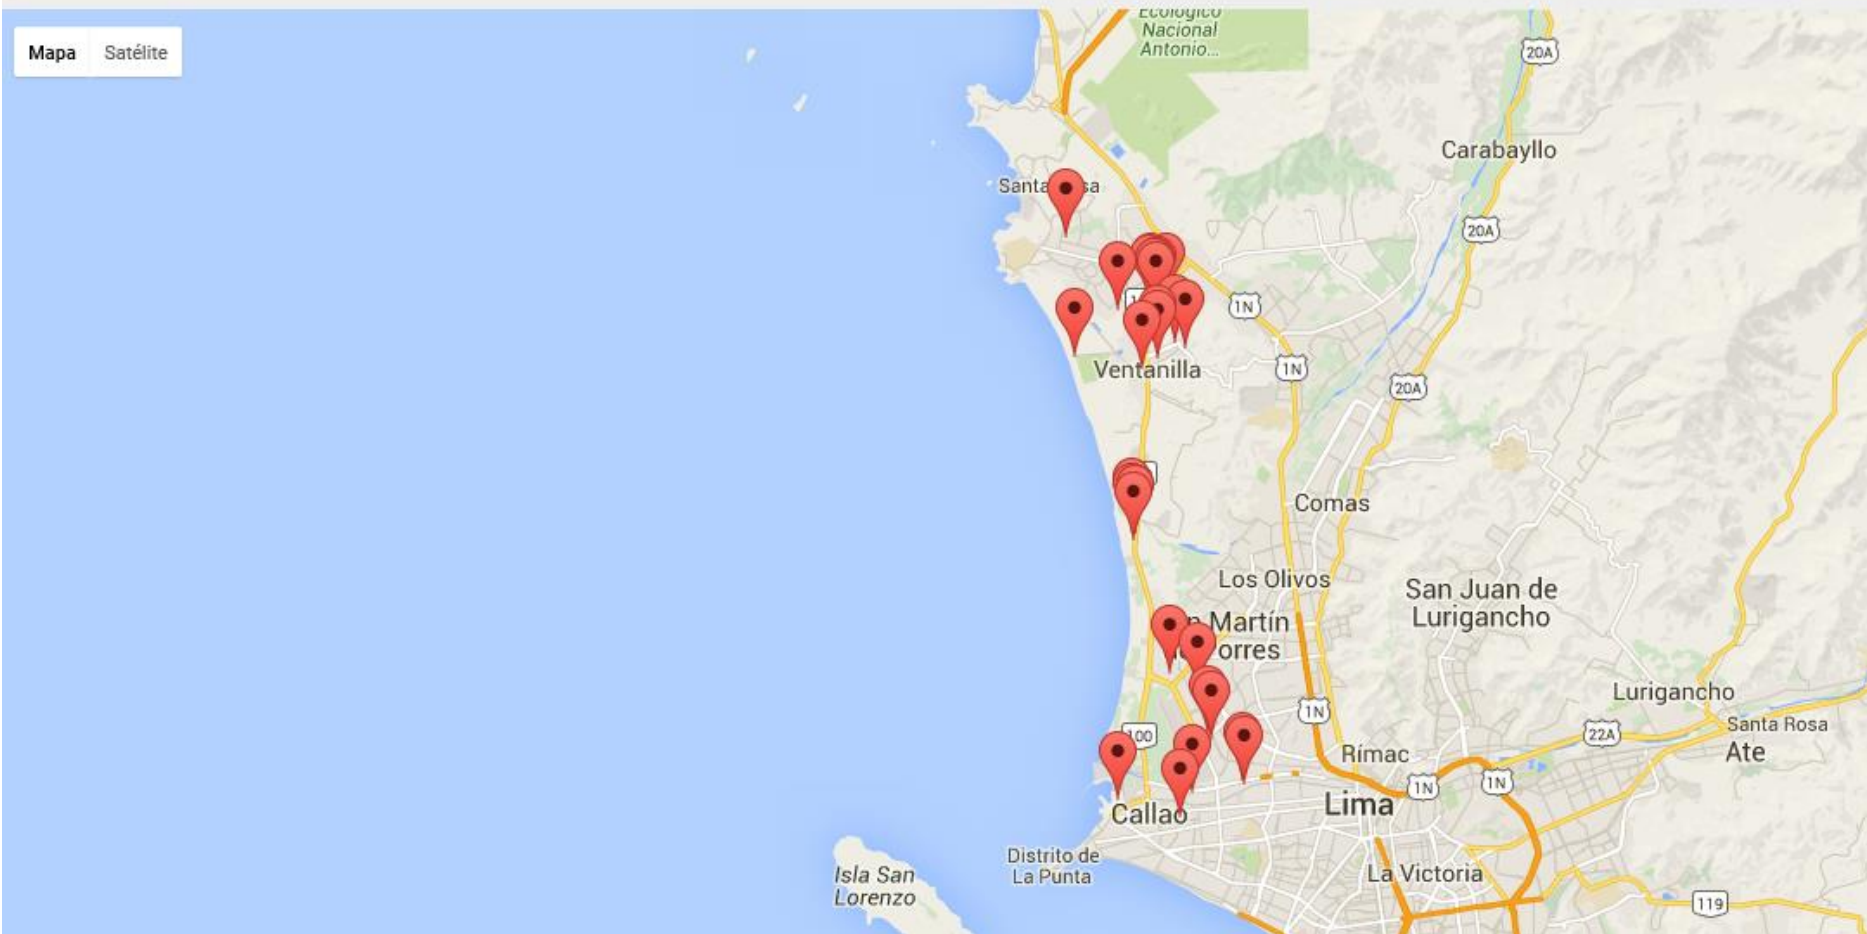 Ecológico
Nacional
Antonio...
Mapa
Satélite
20A
Carabayllo
20A
1N
Ventanilla
1N
20A
Comas
Los Olivos
San Juan de
Lurigancho
Martín
orres
Lurigancho
1N
Santa Rosa
22A
100
Ate
Rímac
1N
1N
Lima
Callao
Distrito de
La Punta
La Victoria
Isla San
Lorenzo
119